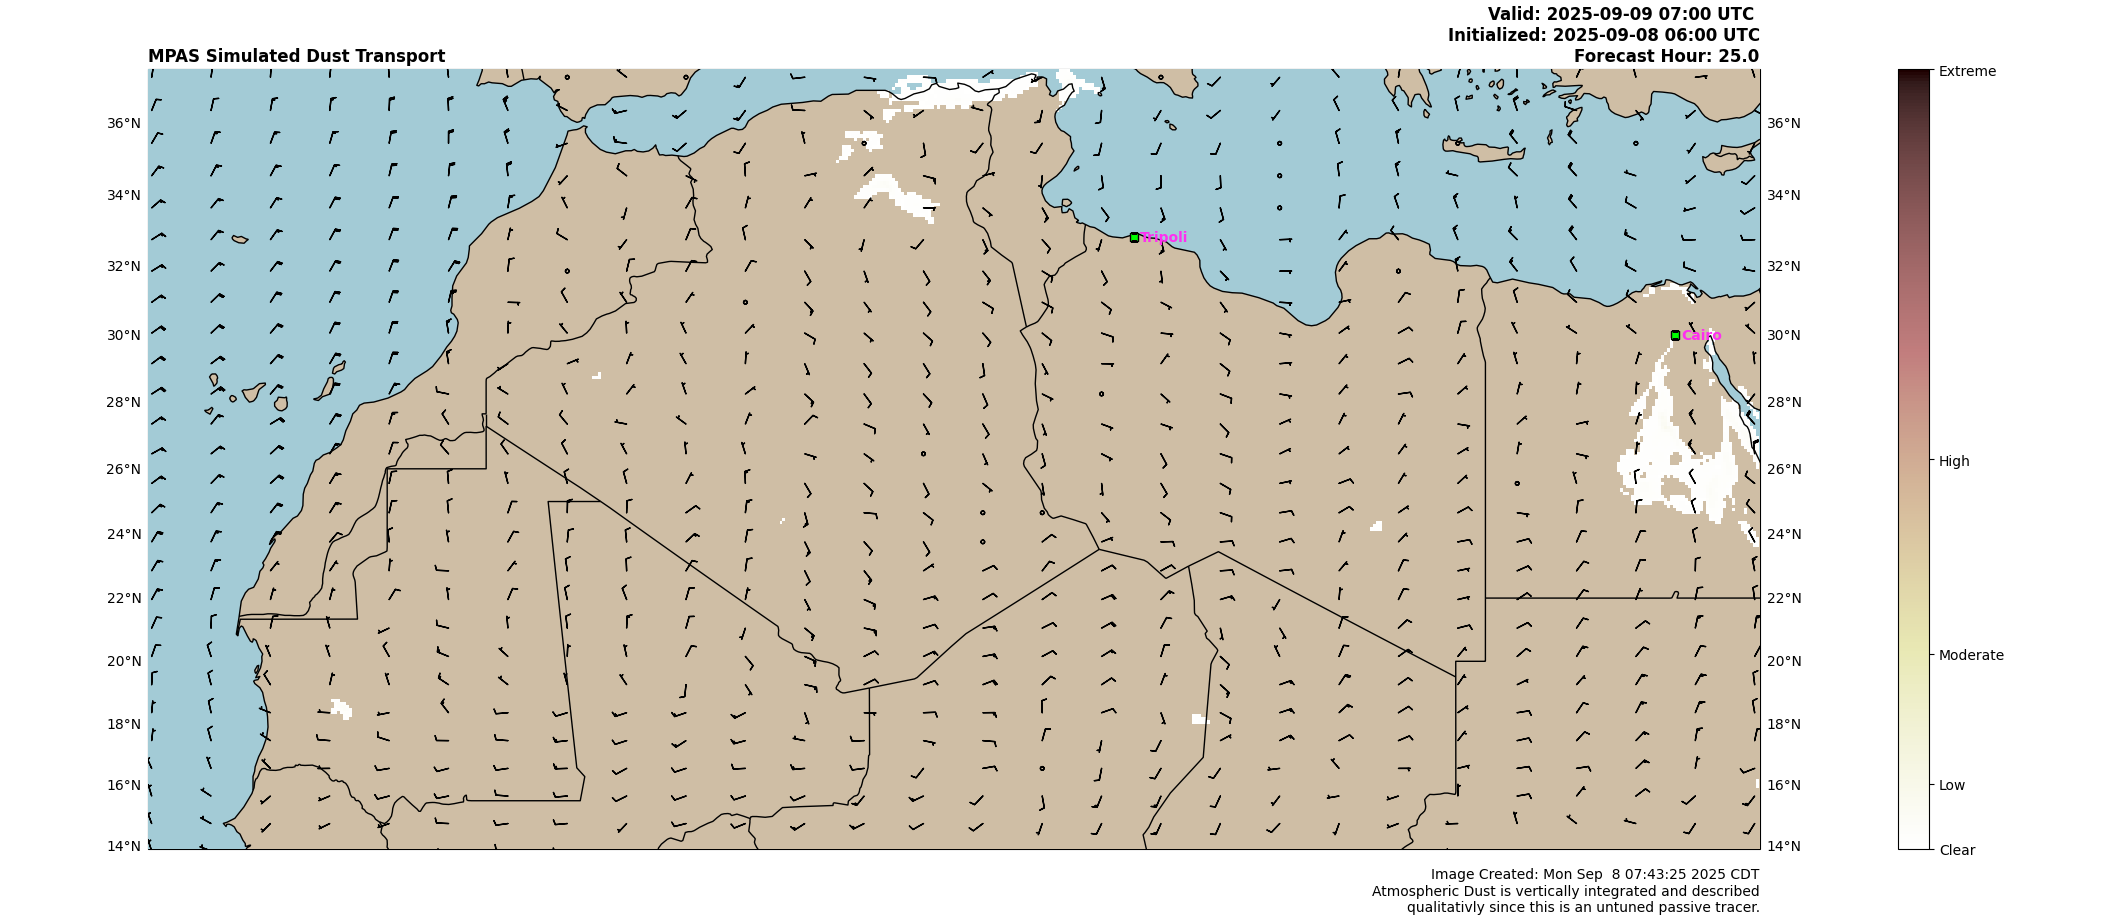 Valid: 2025-09-09 07:00 UTC
Initialized: 2025-09-08 06:00 UTC
MPAS Simulated Dust Transport
Forecast Hour: 25.0
Extreme
36°N
36°N
34°N
34°N
Tripoli
32°N
32°N
30°N
Cairo
30°N
28°N
28°N
26°N
26°N
High
24°N
24°N
22°N
22°N
20°N
20°N
Moderate
18°N
18°N
16°N
16°N
Low
14°N
14°N
Clear
Image Created: Mon Sep  8 07:43:25 2025 CDT
Atmospheric Dust is vertically integrated and described
qualitativly since this is an untuned passive tracer.